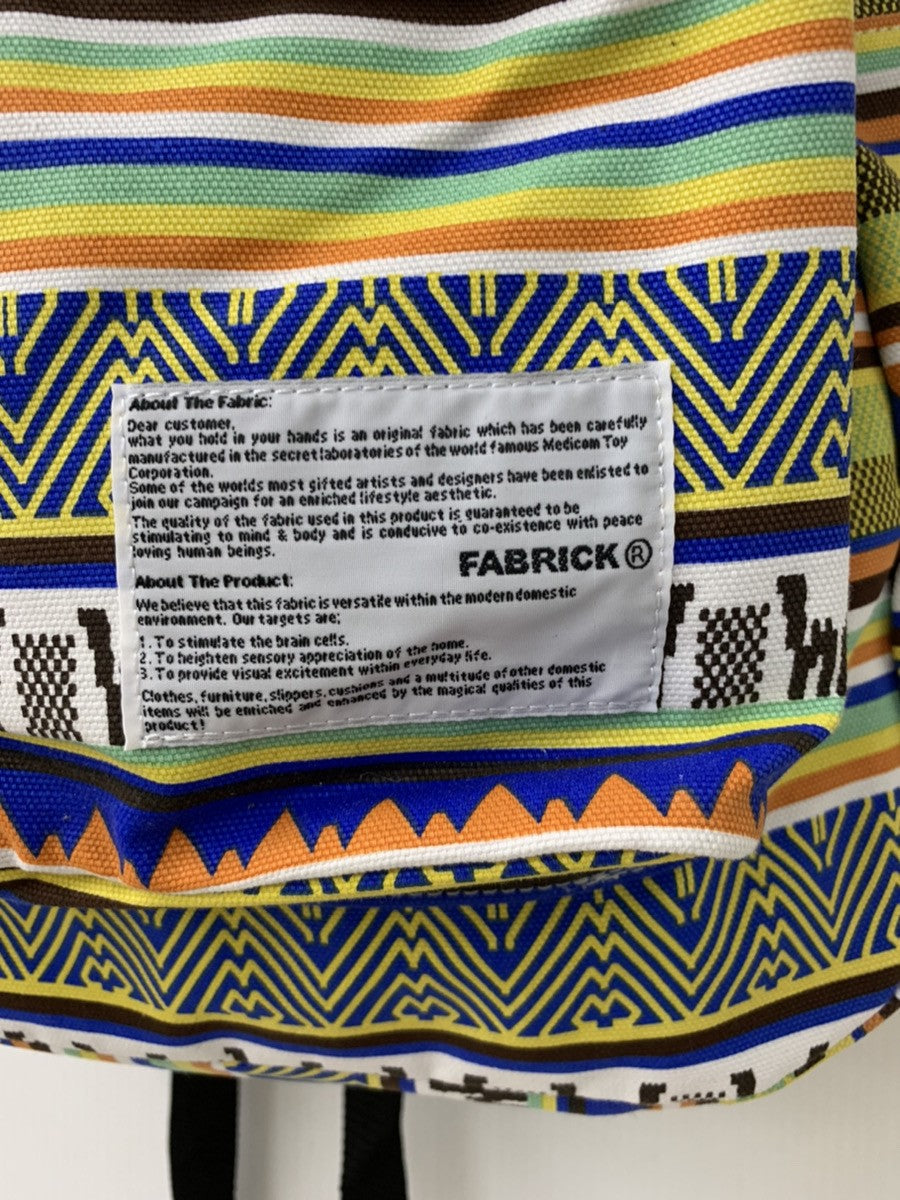 About The Fabric:
Dear customer,
what you hold in your hands is an original fabric which has been carefully
manufactured in the secret laboratories of the world famous Medicom Toy
Corporation.
Some of the worlds most gifted artists and designers have been enlisted to
join our campaign for an enriched lifestyle aesthetic.
The quality of the fabric used in this product is guaranteed to be
stimulating to mind & body and is conducive to co-existence with peace
loving human beings.
FABRICK®
About The Product:
We believe that this fabric is versatile within the modern domestic
environment. Our targets are;
1. To stimulate the brain cells.
2. To heighten sensory appreciation of the home.
3. To provide visual excitement within everyday life.
Clothes, furniture, slippers, cushions and a multitude of other domestic
items will be enriched and enhanced by the magical qualities of this
product!